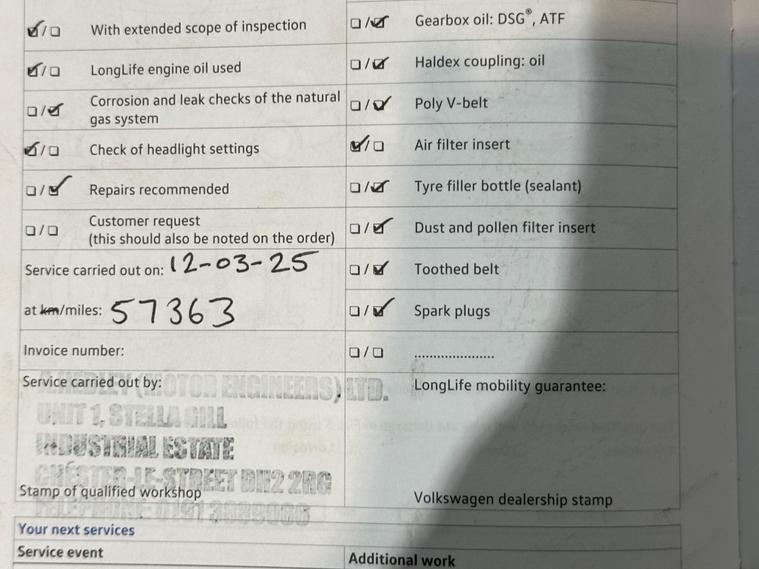 With extended scope of inspection
LongLife engine oil used
Corrosion and leak checks of the natural
gas system
Check of headlight settings
Repairs recommended
Customer request
(this should also be noted on the order)
Service carried out on: 12-03-25
at km/miles: 57363
Invoice number:
Service carried out by:
A.HEDLEY (MOTOR ENGINEERS) LTD.
UNIT 1, STELLA GILL
INDUSTRIAL ESTATE
CHESTER-LE-STREET DH2 2RG
Stamp of qualified workshop
TELEPHONE:
Gearbox oil: DSG®, ATF
Haldex coupling: oil
Poly V-belt
Air filter insert
Tyre filler bottle (sealant)
Dust and pollen filter insert
Toothed belt
Spark plugs
LongLife mobility guarantee:
Volkswagen dealership stamp
Your next services
Service event
Additional work